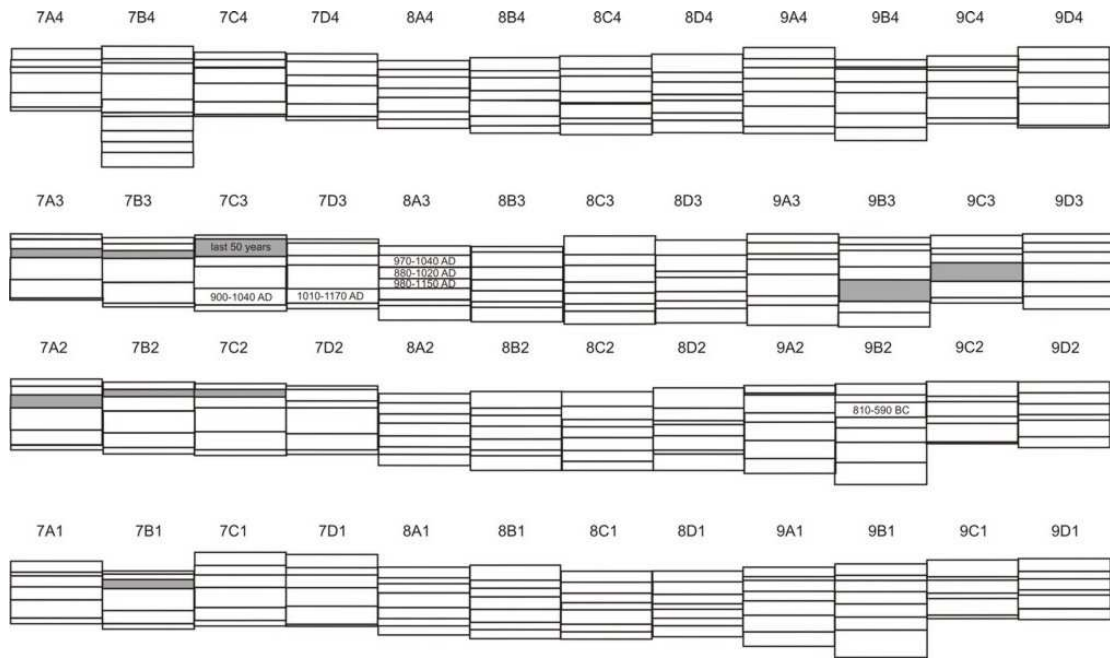 7A4 7B4 7C4 7D4 8A4 8B4 8C4 8D4 9A4 9B4 9C4 9D4
7A3 7B3 7C3 7D3 8A3 8B3 8C3 8D3 9A3 9B3 9C3 9D3
last 50 years
970-1040 AD
880-1020 AD
980-1150 AD
900-1040 AD 1010-1170 AD
7A2 7B2 7C2 7D2 8A2 8B2 8C2 8D2 9A2 9B2 9C2 9D2
810-590 BC
7A1 7B1 7C1 7D1 8A1 8B1 8C1 8D1 9A1 9B1 9C1 9D1